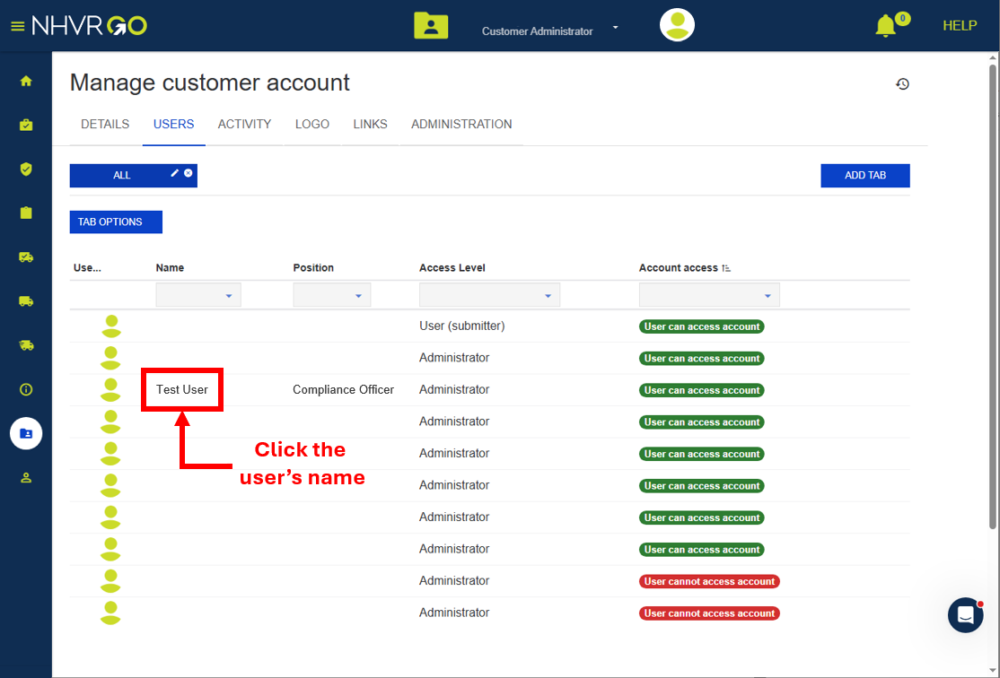 NHVR GO
Customer Administrator
0
HELP
Manage customer account
DETAILS USERS ACTIVITY LOGO LINKS ADMINISTRATION
ALL
ADD TAB
TAB OPTIONS
Use... Name Position Access Level Account access
User (submitter) User can access account
Administrator User can access account
Test User Compliance Officer Administrator User can access account
Administrator User can access account
Administrator User can access account
Administrator User can access account
Administrator User can access account
Administrator User can access account
Administrator User cannot access account
Administrator User cannot access account
Click the
user’s name